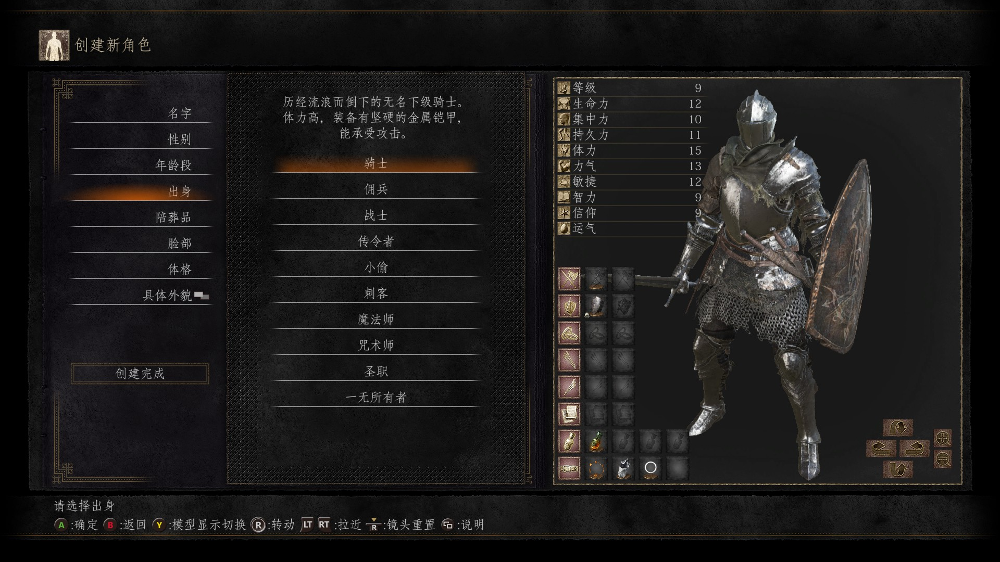 创建新角色
名字
性别
年龄段
出身
陪葬品
脸部
体格
具体外貌
创建完成
历经流浪而倒下的无名下级骑士。
体力高，装备有坚硬的金属铠甲，
能承受攻击。
骑士
佣兵
战士
传令者
小偷
刺客
魔法师
咒术师
圣职
一无所有者
等级 9
生命力 12
集中力 10
持久力 11
体力 15
力气 13
敏捷 12
智力 9
信仰 9
运气 7
请选择出身
A:确定 B:返回 Y:模型显示切换 R:转动 LT RT:拉近 R:镜头重置 :说明